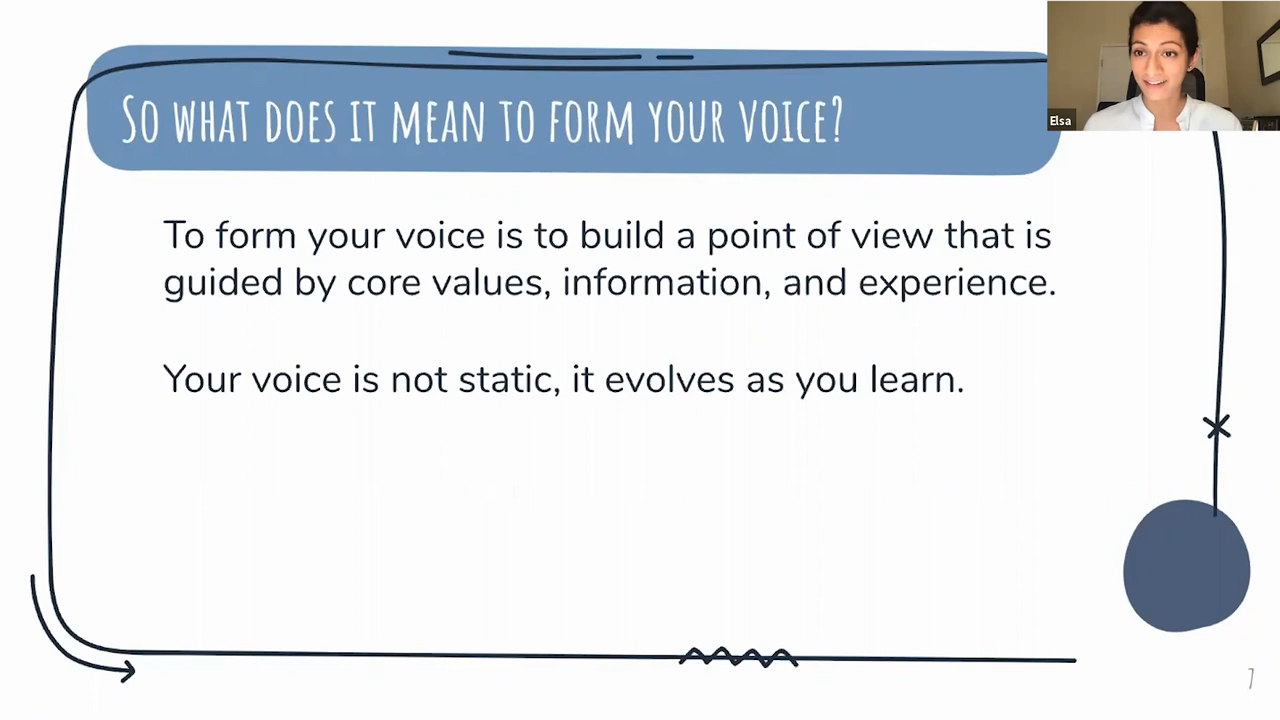 So what does it mean to form your voice?
Elsa
To form your voice is to build a point of view that is
guided by core values, information, and experience.
Your voice is not static, it evolves as you learn.
7